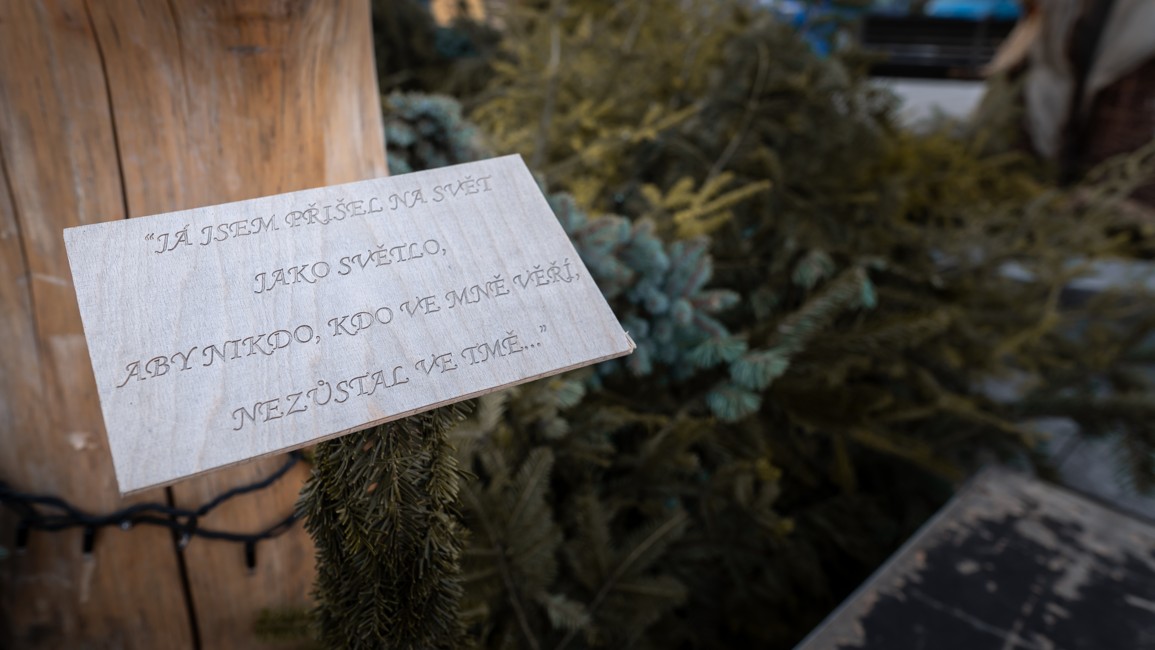 “JÁ JSEM PŘIŠEL NA SVĚT
JAKO SVĚTLO,
ABY NIKDO, KDO VE MNĚ VĚŘÍ,
NEZŮSTAL VE TMĚ...”